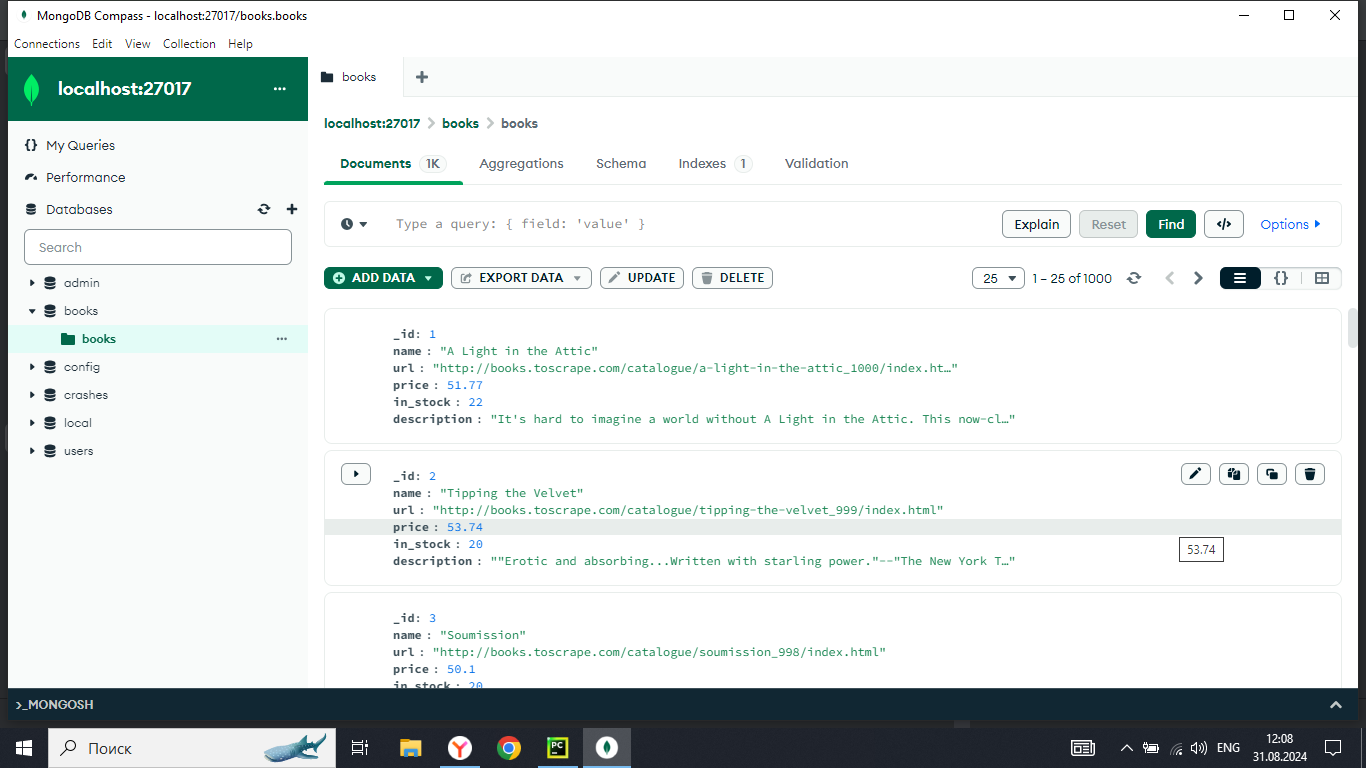 MongoDB Compass - localhost:27017/books.books
Connections Edit View Collection Help
localhost:27017
books
localhost:27017 > books > books
My Queries
Performance
Databases
Search
admin
books
books
config
crashes
local
users
Documents 1K Aggregations Schema Indexes 1 Validation
Type a query: { field: 'value' }
Explain Reset Find </> Options
ADD DATA EXPORT DATA UPDATE DELETE
25 1 – 25 of 1000 {}
_id: 1
name : "A Light in the Attic"
url : "http://books.toscrape.com/catalogue/a-light-in-the-attic_1000/index.ht…"
price : 51.77
in_stock : 22
description : "It's hard to imagine a world without A Light in the Attic. This now-cl…"
_id: 2
name : "Tipping the Velvet"
url : "http://books.toscrape.com/catalogue/tipping-the-velvet_999/index.html"
price : 53.74
in_stock : 20
description : ""Erotic and absorbing...Written with starling power."--"The New York T…"
53.74
_id: 3
name : "Soumission"
url : "http://books.toscrape.com/catalogue/soumission_998/index.html"
price : 50.1
in_stock : 20
>_MONGOSH
Поиск
PC
ENG
12:08
31.08.2024